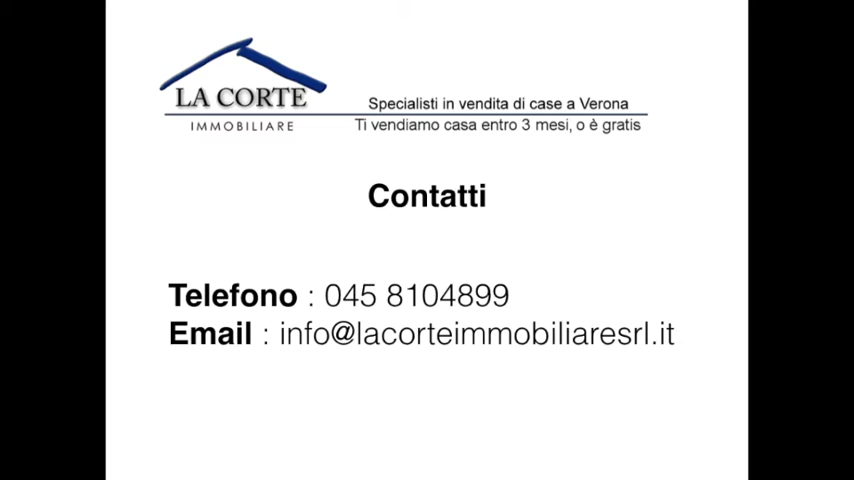 LA CORTE
IMMOBILIARE
Specialisti in vendita di case a Verona
Ti vendiamo casa entro 3 mesi, o è gratis
Contatti
Telefono : 045 8104899
Email : info@lacorteimmobiliaresrl.it